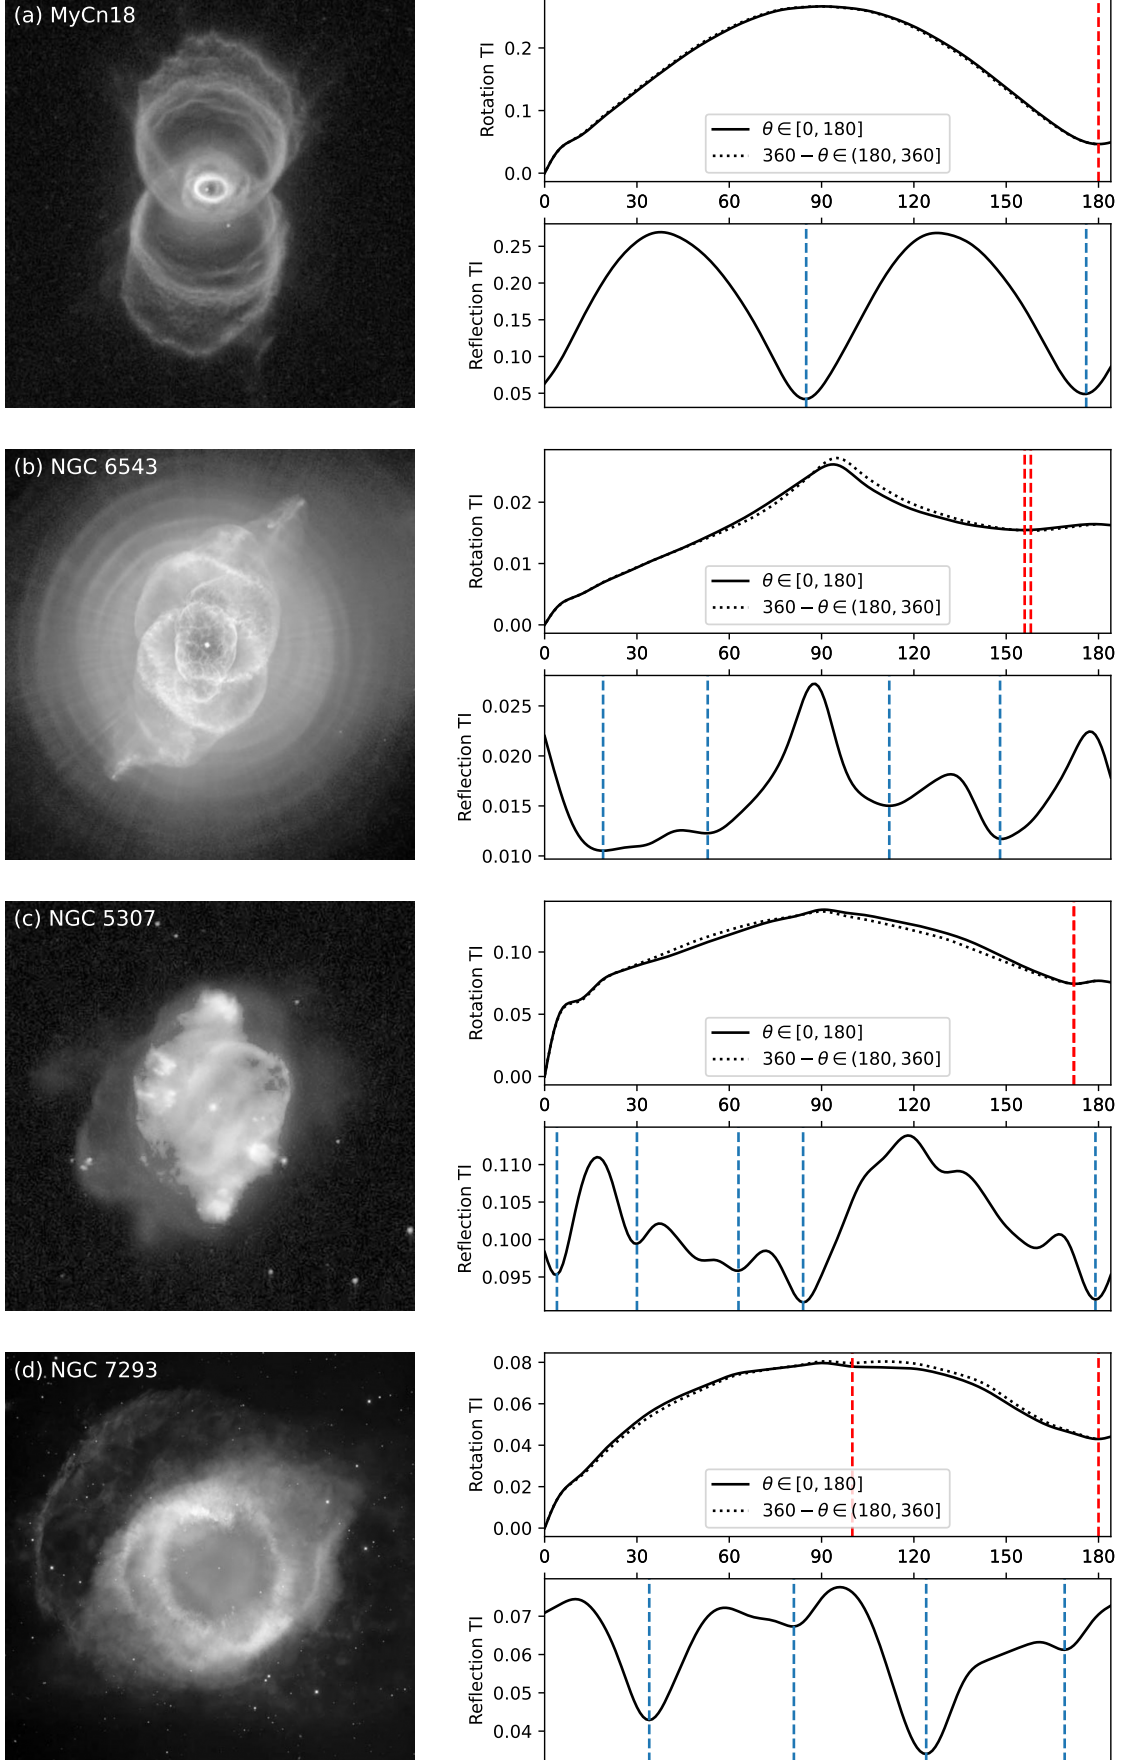 (a) MyCn18
Rotation TI
0.2
0.1
0.0
θ ∈ [0, 180]
360 − θ ∈ (180, 360]
0 30 60 90 120 150 180
Reflection TI
0.25
0.20
0.15
0.10
0.05
(b) NGC 6543
Rotation TI
0.02
0.01
0.00
θ ∈ [0, 180]
360 − θ ∈ (180, 360]
0 30 60 90 120 150 180
Reflection TI
0.025
0.020
0.015
0.010
(c) NGC 5307
Rotation TI
0.10
0.05
0.00
θ ∈ [0, 180]
360 − θ ∈ (180, 360]
0 30 60 90 120 150 180
Reflection TI
0.110
0.105
0.100
0.095
(d) NGC 7293
Rotation TI
0.08
0.06
0.04
0.02
0.00
θ ∈ [0, 180]
360 − θ ∈ (180, 360]
0 30 60 90 120 150 180
Reflection TI
0.07
0.06
0.05
0.04